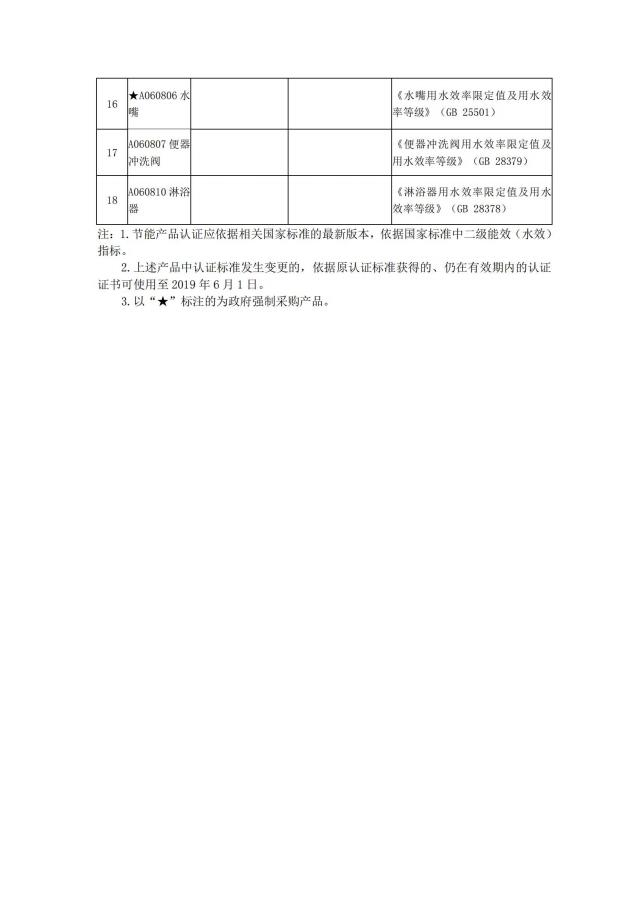 16
★A060806 水
嘴
《水嘴用水效率限定值及用水效
率等级》（GB 25501）
17
A060807 便器
冲洗阀
《便器冲洗阀用水效率限定值及
用水效率等级》（GB 28379）
18
A060810 淋浴
器
《淋浴器用水效率限定值及用水
效率等级》（GB 28378）
注：1.节能产品认证应依据相关国家标准的最新版本，依据国家标准中二级能效（水效）
指标。
2.上述产品中认证标准发生变更的，依据原认证标准获得的、仍在有效期内的认证
证书可使用至 2019 年 6 月 1 日。
3.以“★”标注的为政府强制采购产品。